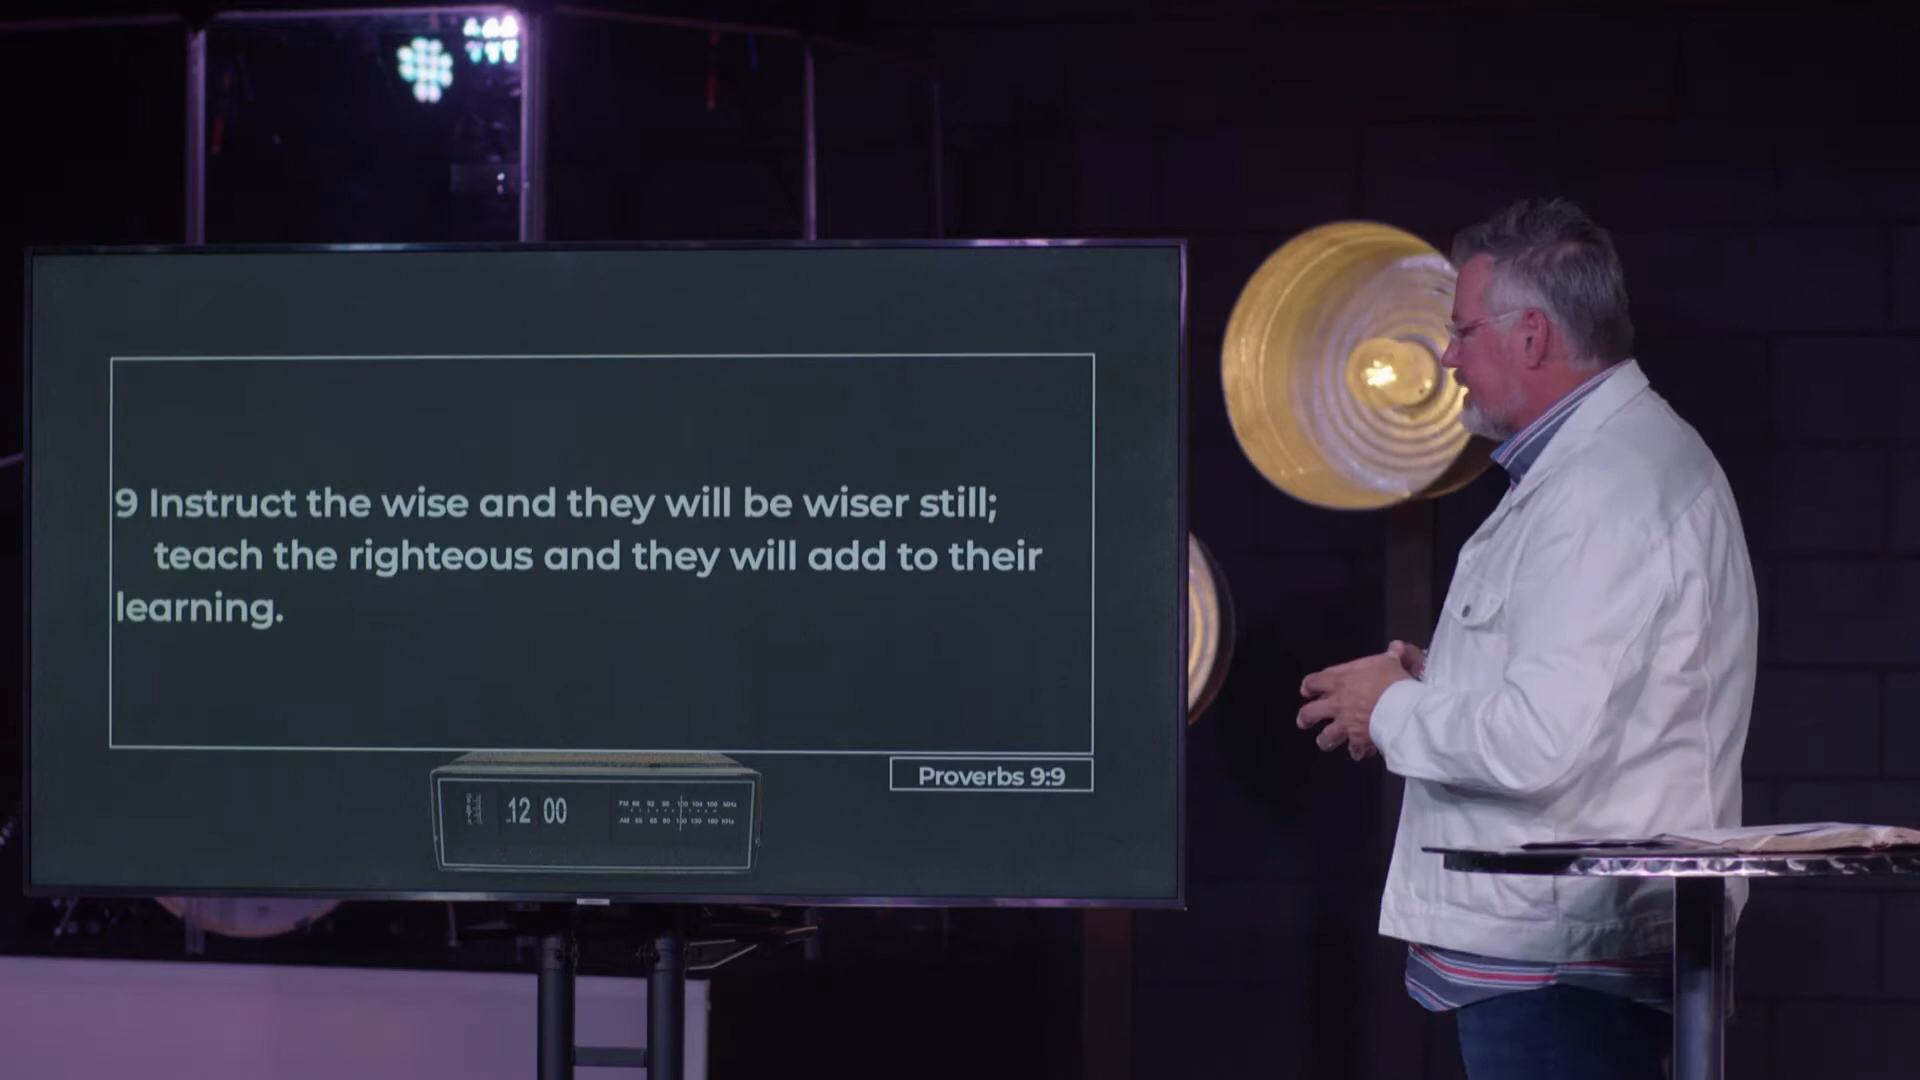 9 Instruct the wise and they will be wiser still;
teach the righteous and they will add to their
learning.
Proverbs 9:9
12 00